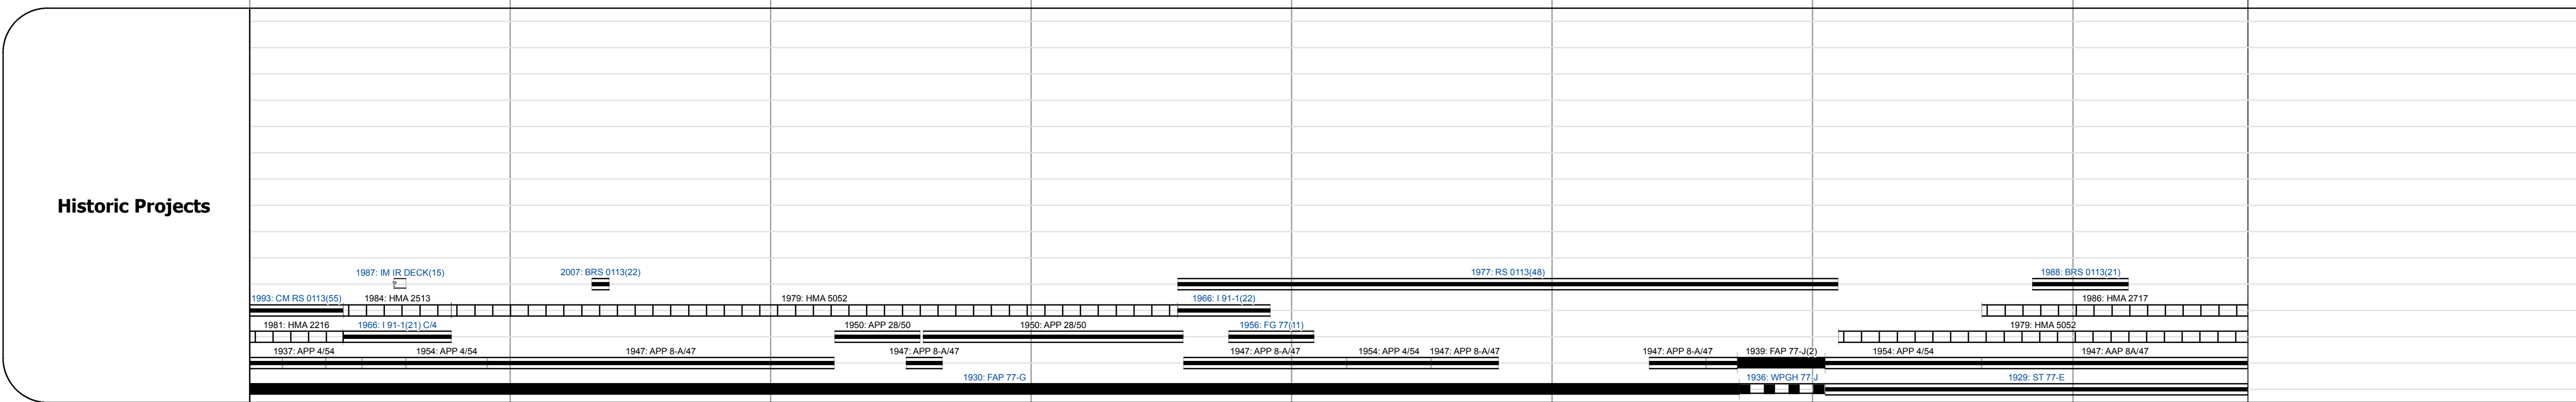 Historic Projects
1987: IM IR DECK(15)
2007: BRS 0113(22)
1977: RS 0113(48)
1988: BRS 0113(21)
1993: CM RS 0113(55)
1984: HMA 2513
1979: HMA 5052
1966: I 91-1(22)
1986: HMA 2717
1981: HMA 2216
1966: I 91-1(21) C/4
1950: APP 28/50
1950: APP 28/50
1956: FG 77(11)
1979: HMA 5052
1937: APP 4/54
1954: APP 4/54
1947: APP 8-A/47
1947: APP 8-A/47
1947: APP 8-A/47
1954: APP 4/54
1947: APP 8-A/47
1947: APP 8-A/47
1939: FAP 77-J(2)
1954: APP 4/54
1947: AAP 8A/47
1930: FAP 77-G
1936: WPGH 77-J
1929: ST 77-E